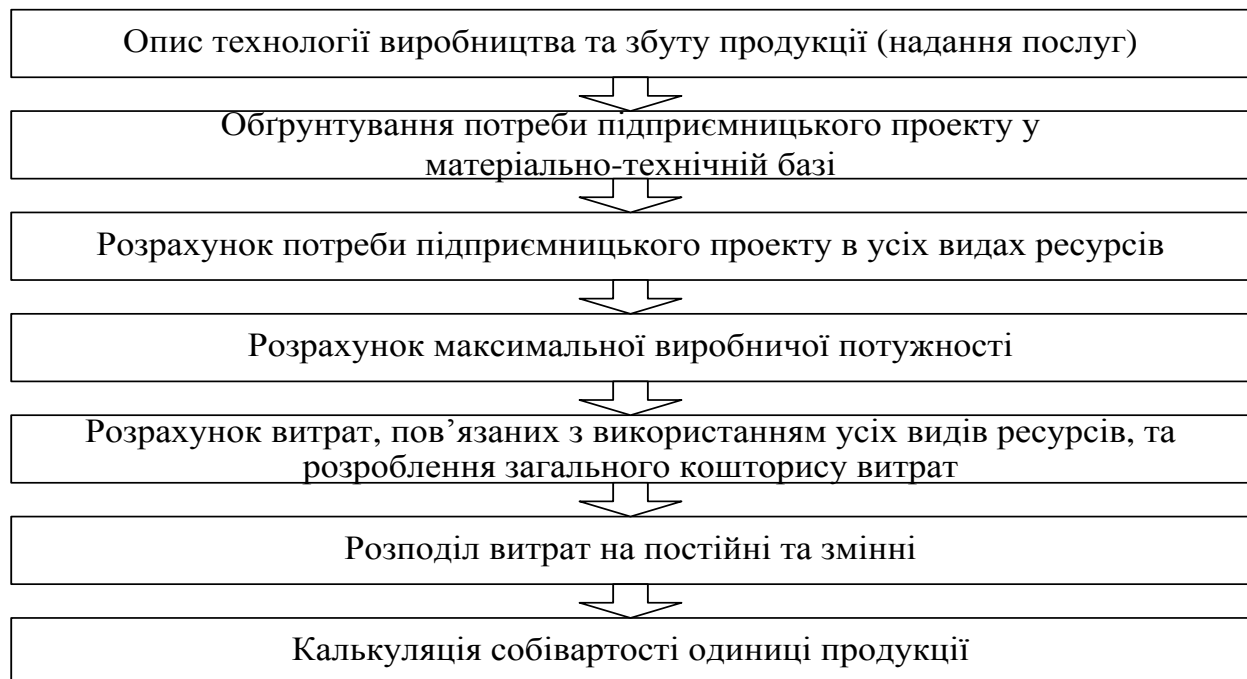 Опис технології виробництва та збуту продукції (надання послуг)
Обґрунтування потреби підприємницького проекту у
матеріально-технічній базі
Розрахунок потреби підприємницького проекту в усіх видах ресурсів
Розрахунок максимальної виробничої потужності
Розрахунок витрат, пов’язаних з використанням усіх видів ресурсів, та
розроблення загального кошторису витрат
Розподіл витрат на постійні та змінні
Калькуляція собівартості одиниці продукції